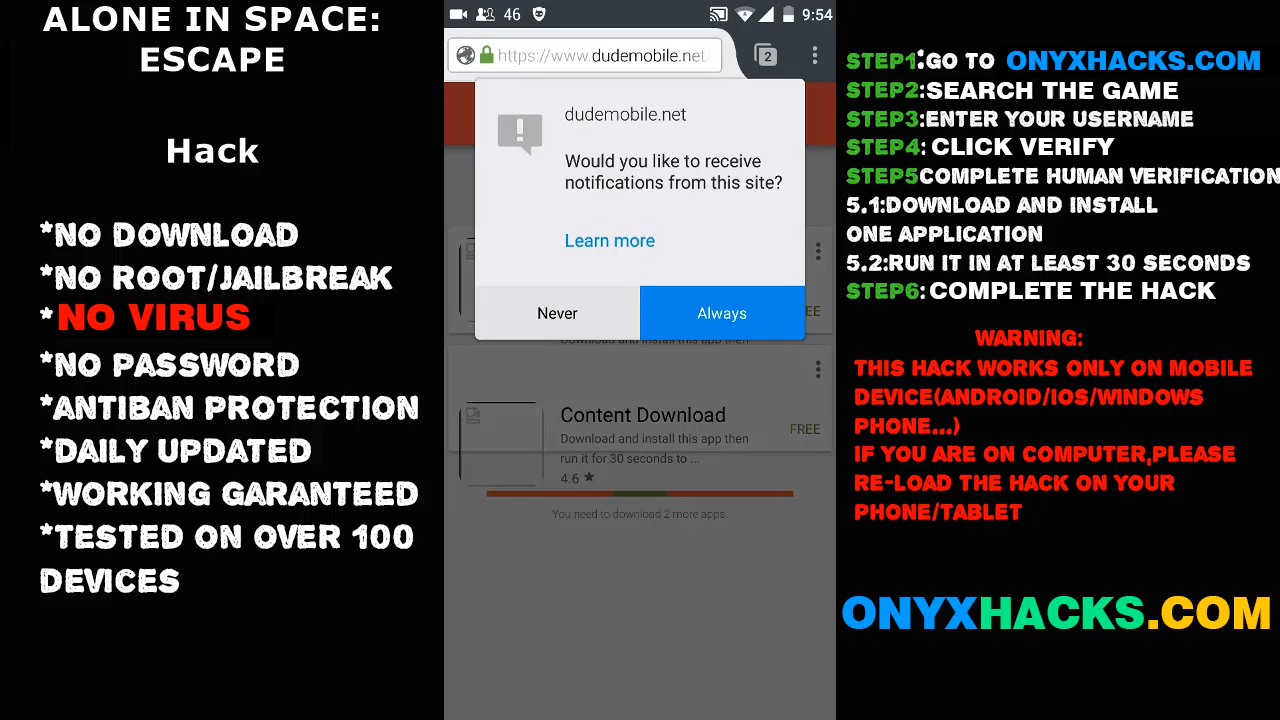 ALONE IN SPACE:
ESCAPE
Hack
*NO DOWNLOAD
*NO ROOT/JAILBREAK
*NO VIRUS
*NO PASSWORD
*ANTIBAN PROTECTION
*DAILY UPDATED
*WORKING GARANTEED
*TESTED ON OVER 100
DEVICES
46
9:54
https://www.dudemobile.net
2
dudemobile.net
Would you like to receive
notifications from this site?
Learn more
Never
Always
EE
Download and install this app then
Content Download
Download and install this app then
FREE
run it for 30 seconds to ...
4.6 ★
You need to download 2 more apps
STEP1:GO TO ONYXHACKS.COM
STEP2:SEARCH THE GAME
STEP3:ENTER YOUR USERNAME
STEP4: CLICK VERIFY
STEP5COMPLETE HUMAN VERIFICATION
5.1:DOWNLOAD AND INSTALL
ONE APPLICATION
5.2:RUN IT IN AT LEAST 30 SECONDS
STEP6: COMPLETE THE HACK
WARNING:
THIS HACK WORKS ONLY ON MOBILE
DEVICE(ANDROID/IOS/WINDOWS
PHONE...)
IF YOU ARE ON COMPUTER,PLEASE
RE-LOAD THE HACK ON YOUR
PHONE/TABLET
ONYXHACKS.COM